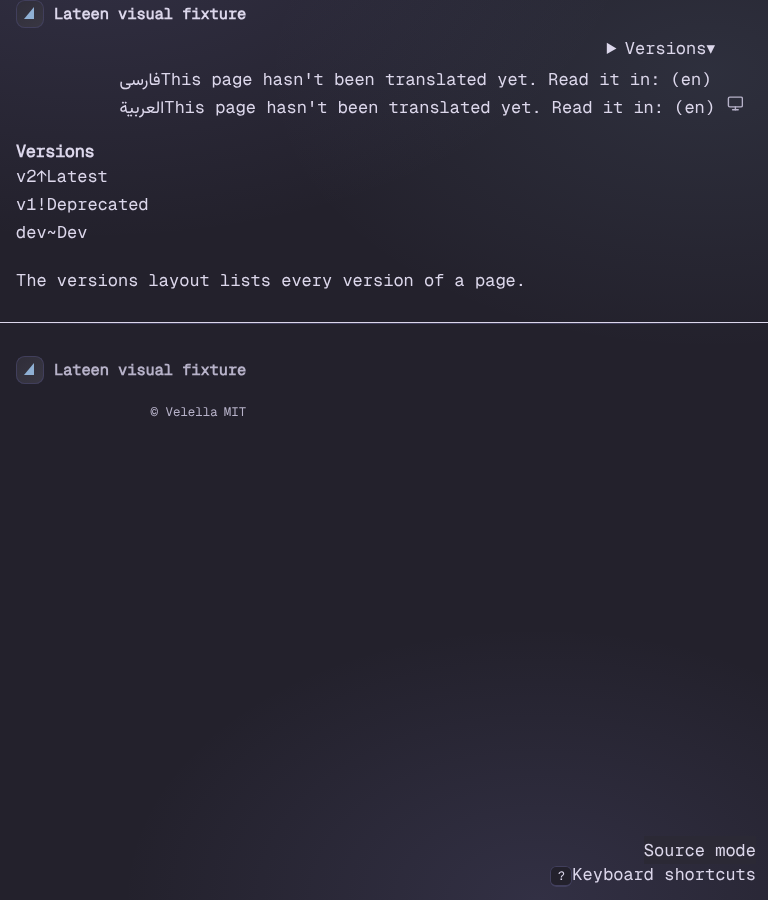 Lateen visual fixture
▶ Versions▾
فارسیThis page hasn't been translated yet. Read it in: (en)
العربيةThis page hasn't been translated yet. Read it in: (en)
Versions
v2↑Latest
v1!Deprecated
dev~Dev
The versions layout lists every version of a page.
Lateen visual fixture
© Velella MIT
Source mode
?Keyboard shortcuts